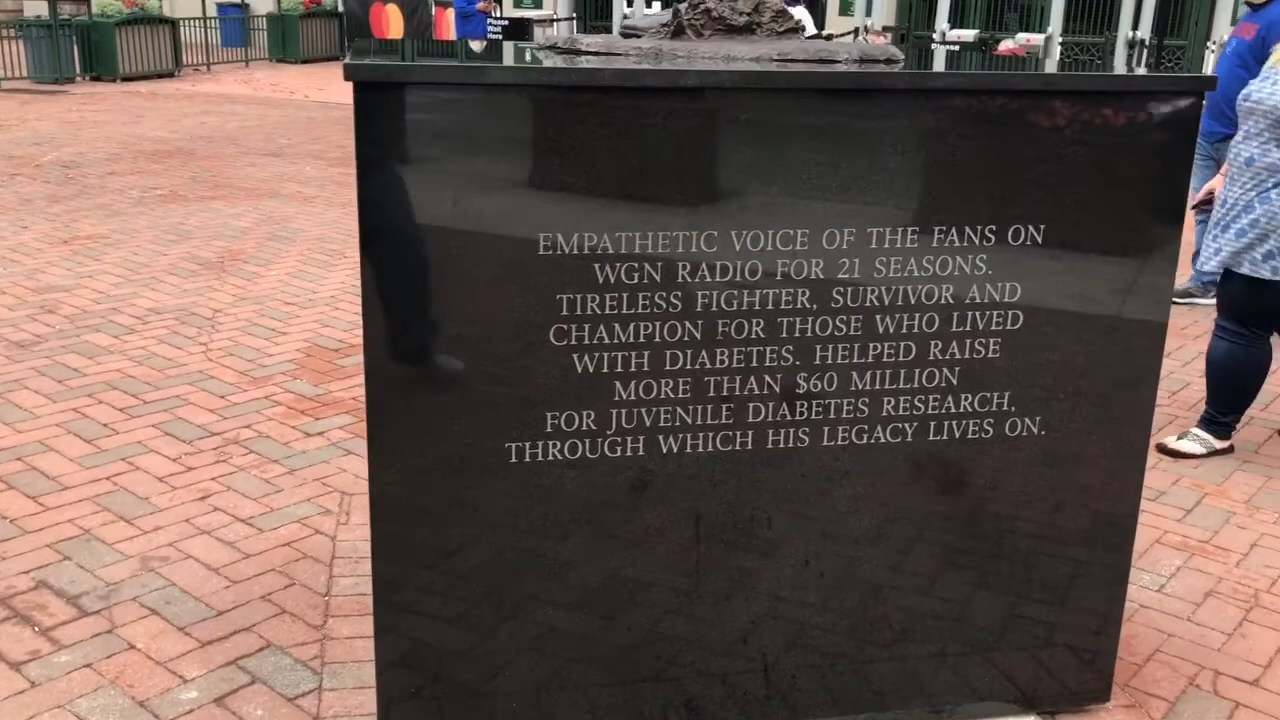 Please
Wait
Here
Please
EMPATHETIC VOICE OF THE FANS ON
WGN RADIO FOR 21 SEASONS.
TIRELESS FIGHTER, SURVIVOR AND
CHAMPION FOR THOSE WHO LIVED
WITH DIABETES. HELPED RAISE
MORE THAN $60 MILLION
FOR JUVENILE DIABETES RESEARCH,
THROUGH WHICH HIS LEGACY LIVES ON.